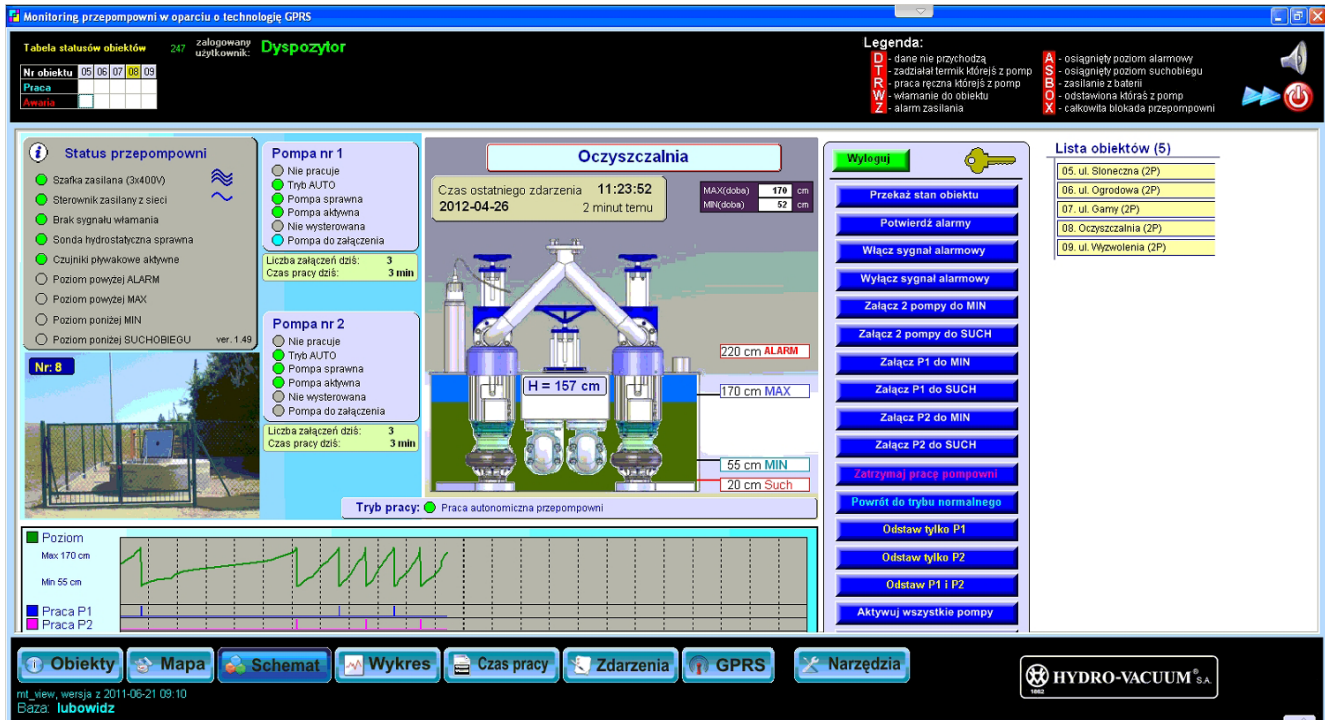 Monitoring przepompowni w oparciu o technologię GPRS
Tabela statusów obiektów 247 zalogowany użytkownik: Dyspozytor
Nr obiektu 05 06 07 08 09
Praca
Awaria
Legenda:
D - dane nie przychodzą
T - zadziałał termik którejś z pomp
R - praca ręczna którejś z pomp
W - włamanie do obiektu
Z - alarm zasilania
A - osiągnięty poziom alarmowy
S - osiągnięty poziom suchobiegu
B - zasilanie z baterii
O - odstawiona któraś z pomp
X - całkowita blokada przepompowni
Status przepompowni
Szafka zasilana (3x400V)
Sterownik zasilany z sieci
Brak sygnału włamania
Sonda hydrostatyczna sprawna
Czujniki pływakowe aktywne
Poziom powyżej ALARM
Poziom powyżej MAX
Poziom poniżej MIN
Poziom poniżej SUCHOBIEGU ver. 1.49
Nr: 8
Pompa nr 1
Nie pracuje
Tryb AUTO
Pompa sprawna
Pompa aktywna
Nie wysterowana
Pompa do załączenia
Liczba załączeń dziś: 3
Czas pracy dziś: 3 min
Pompa nr 2
Nie pracuje
Tryb AUTO
Pompa sprawna
Pompa aktywna
Nie wysterowana
Pompa do załączenia
Liczba załączeń dziś: 3
Czas pracy dziś: 3 min
Oczyszczalnia
Czas ostatniego zdarzenia 11:23:52
2012-04-26 2 minut temu
MAX(doba) 170 cm
MIN(doba) 52 cm
220 cm ALARM
H = 157 cm
170 cm MAX
55 cm MIN
20 cm Such
Tryb pracy: Praca autonomiczna przepompowni
Poziom
Max 170 cm
Min 55 cm
Praca P1
Praca P2
Wyloguj
Przekaż stan obiektu
Potwierdź alarmy
Włącz sygnał alarmowy
Wyłącz sygnał alarmowy
Załącz 2 pompy do MIN
Załącz 2 pompy do SUCH
Załącz P1 do MIN
Załącz P1 do SUCH
Załącz P2 do MIN
Załącz P2 do SUCH
Zatrzymaj pracę pompowni
Powrót do trybu normalnego
Odstaw tylko P1
Odstaw tylko P2
Odstaw P1 i P2
Aktywuj wszystkie pompy
Lista obiektów (5)
05. ul. Słoneczna (2P)
06. ul. Ogrodowa (2P)
07. ul. Gamy (2P)
08. Oczyszczalnia (2P)
09. ul. Wyzwolenia (2P)
Obiekty Mapa Schemat Wykres Czas pracy Zdarzenia GPRS Narzędzia
mt_view, wersja z 2011-06-21 09:10
Baza: lubowidz
1862
HYDRO-VACUUM S.A.